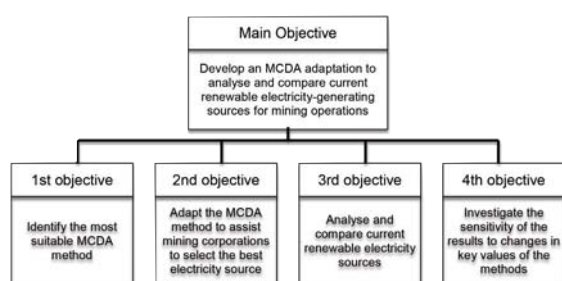 Main Objective
Develop an MCDA adaptation to
analyse and compare current
renewable electricity-generating
sources for mining operations
1st objective
Identify the most
suitable MCDA
method
2nd objective
Adapt the MCDA
method to assist
mining corporations
to select the best
electricity source
3rd objective
Analyse and
compare current
renewable electricity
sources
4th objective
Investigate the
sensitivity of the
results to changes in
key values of the
methods